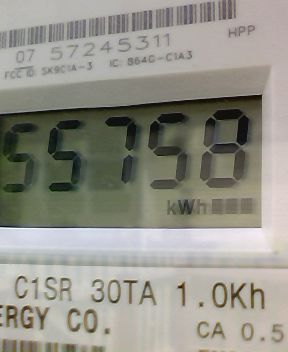 07 57245311
HPP
FCC ID: SK9C1A-3 IC: 864G-C1A3
55758
kWh
C1SR 30TA 1.0Kh
ERGY CO.
CA 0.5